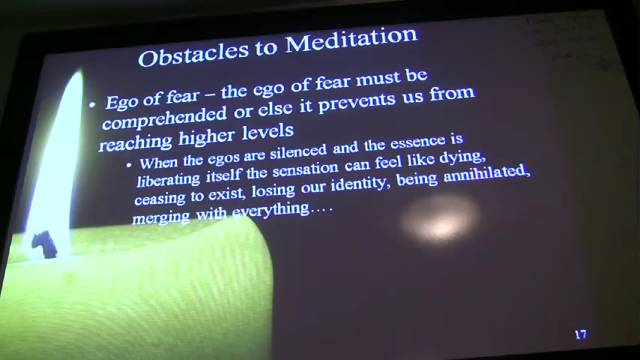 Obstacles to Meditation
• Ego of fear – the ego of fear must be
comprehended or else it prevents us from
reaching higher levels
• When the egos are silenced and the essence is
liberating itself the sensation can feel like dying,
ceasing to exist, losing our identity, being annihilated,
merging with everything….
17